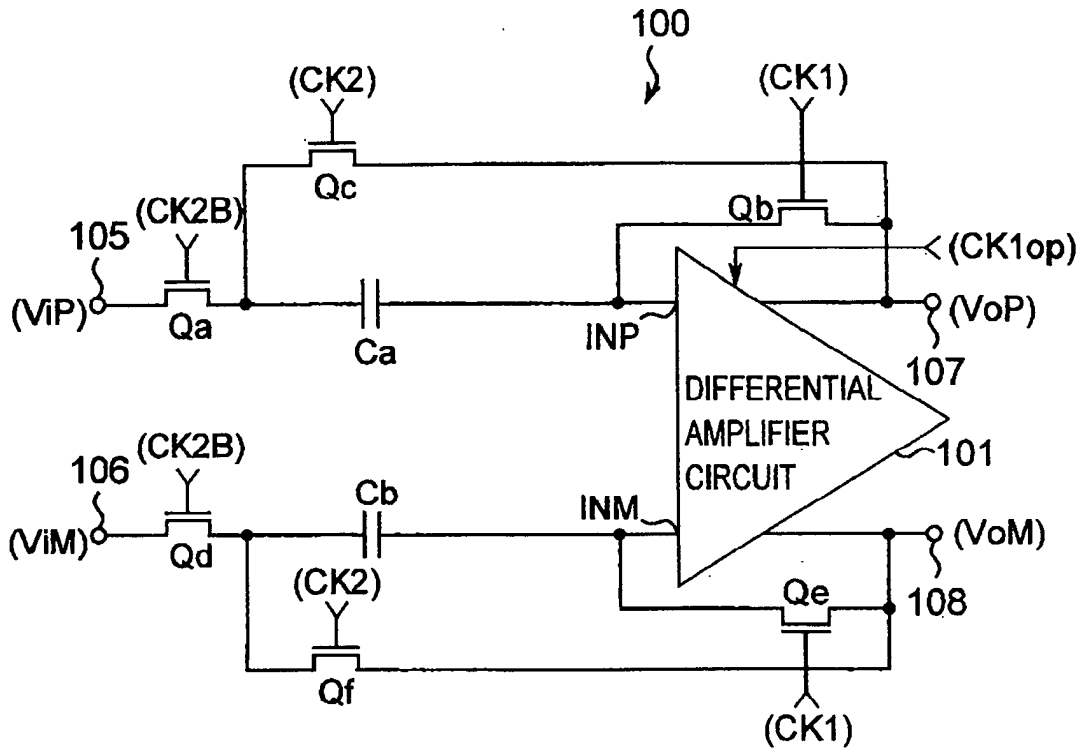 100
(CK2)
(CK1)
Qc
Qb
(CK2B)
105
(CK1op)
(ViP)
Qa
Ca
INP
(VoP)
107
DIFFERENTIAL
AMPLIFIER
CIRCUIT
101
(CK2B)
106
Cb
INM
(ViM)
Qd
(VoM)
108
(CK2)
Qe
Qf
(CK1)